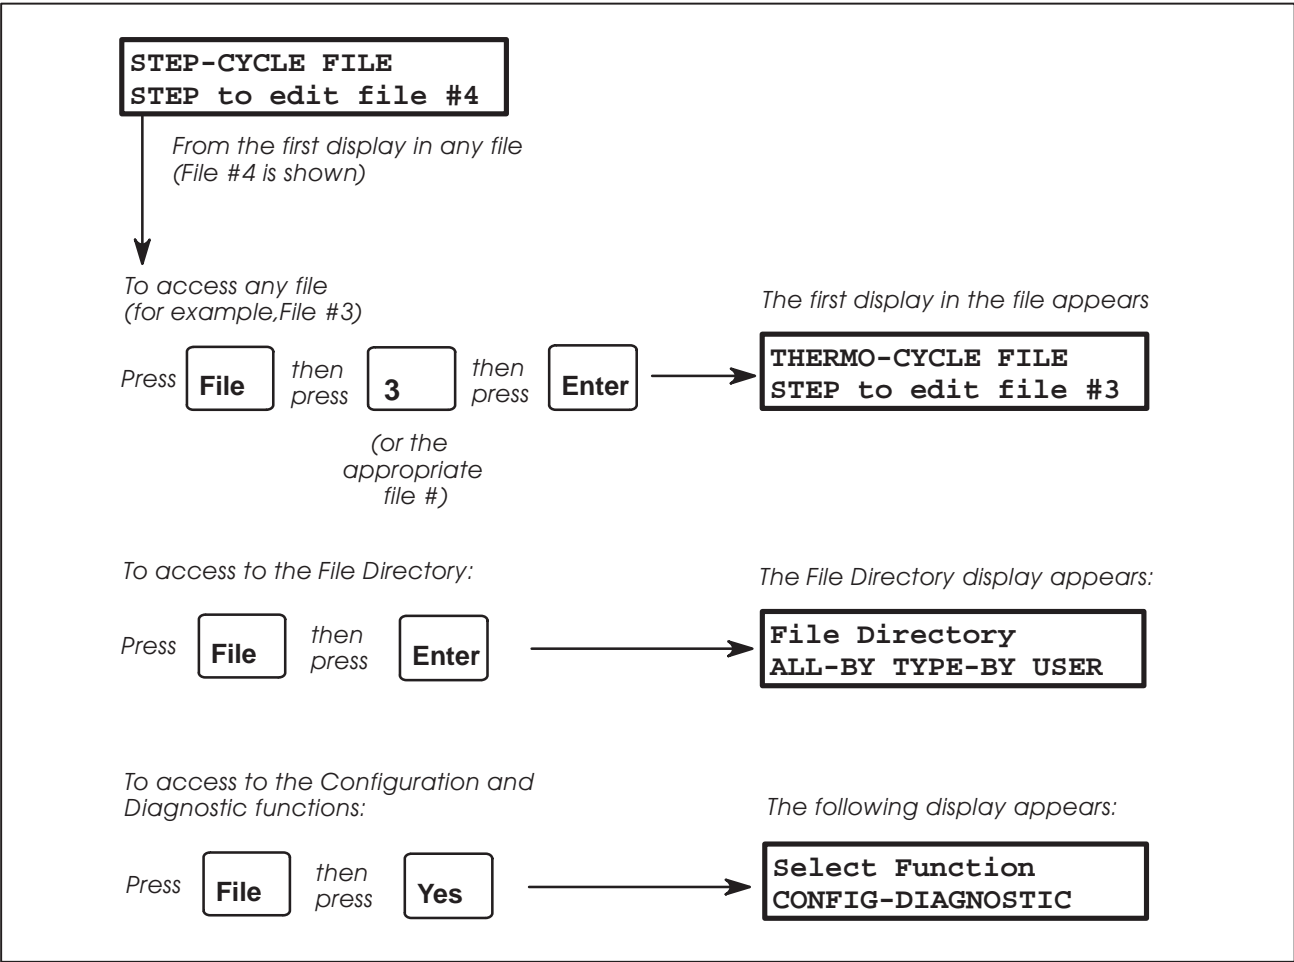 STEP-CYCLE FILE
STEP to edit file #4
From the first display in any file
(File #4 is shown)
To access any file
(for example,File #3)
Press
File
then
press
3
then
press
Enter
(or the
appropriate
file #)
The first display in the file appears
THERMO-CYCLE FILE
STEP to edit file #3
To access to the File Directory:
Press
File
then
press
Enter
The File Directory display appears:
File Directory
ALL-BY TYPE-BY USER
To access to the Configuration and
Diagnostic functions:
Press
File
then
press
Yes
The following display appears:
Select Function
CONFIG-DIAGNOSTIC